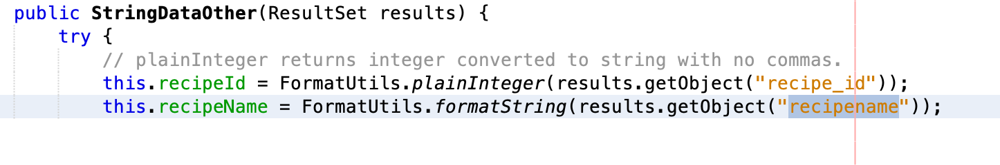 public StringDataOther(ResultSet results) {
    try {
        // plainInteger returns integer converted to string with no commas.
        this.recipeId = FormatUtils.plainInteger(results.getObject("recipe_id"));
        this.recipeName = FormatUtils.formatString(results.getObject("recipename"));